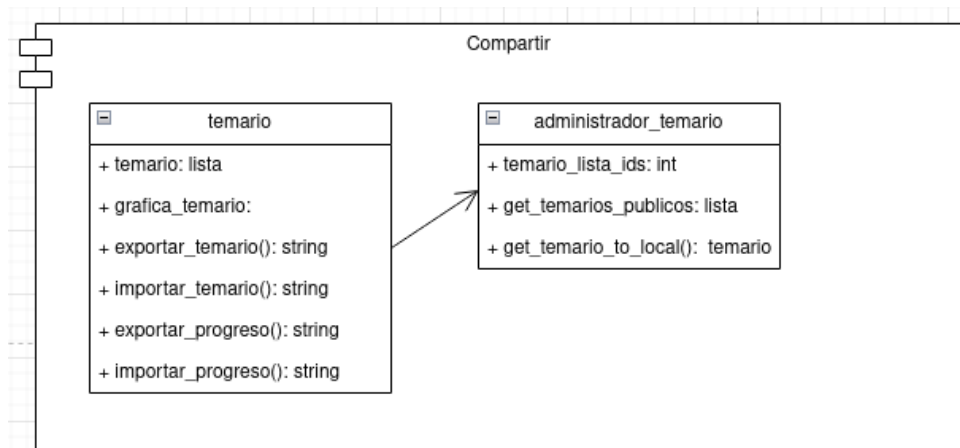 Compartir
temario
+ temario: lista
+ grafica_temario:
+ exportar_temario(): string
+ importar_temario(): string
+ exportar_progreso(): string
+ importar_progreso(): string
administrador_temario
+ temario_lista_ids: int
+ get_temarios_publicos: lista
+ get_temario_to_local():  temario